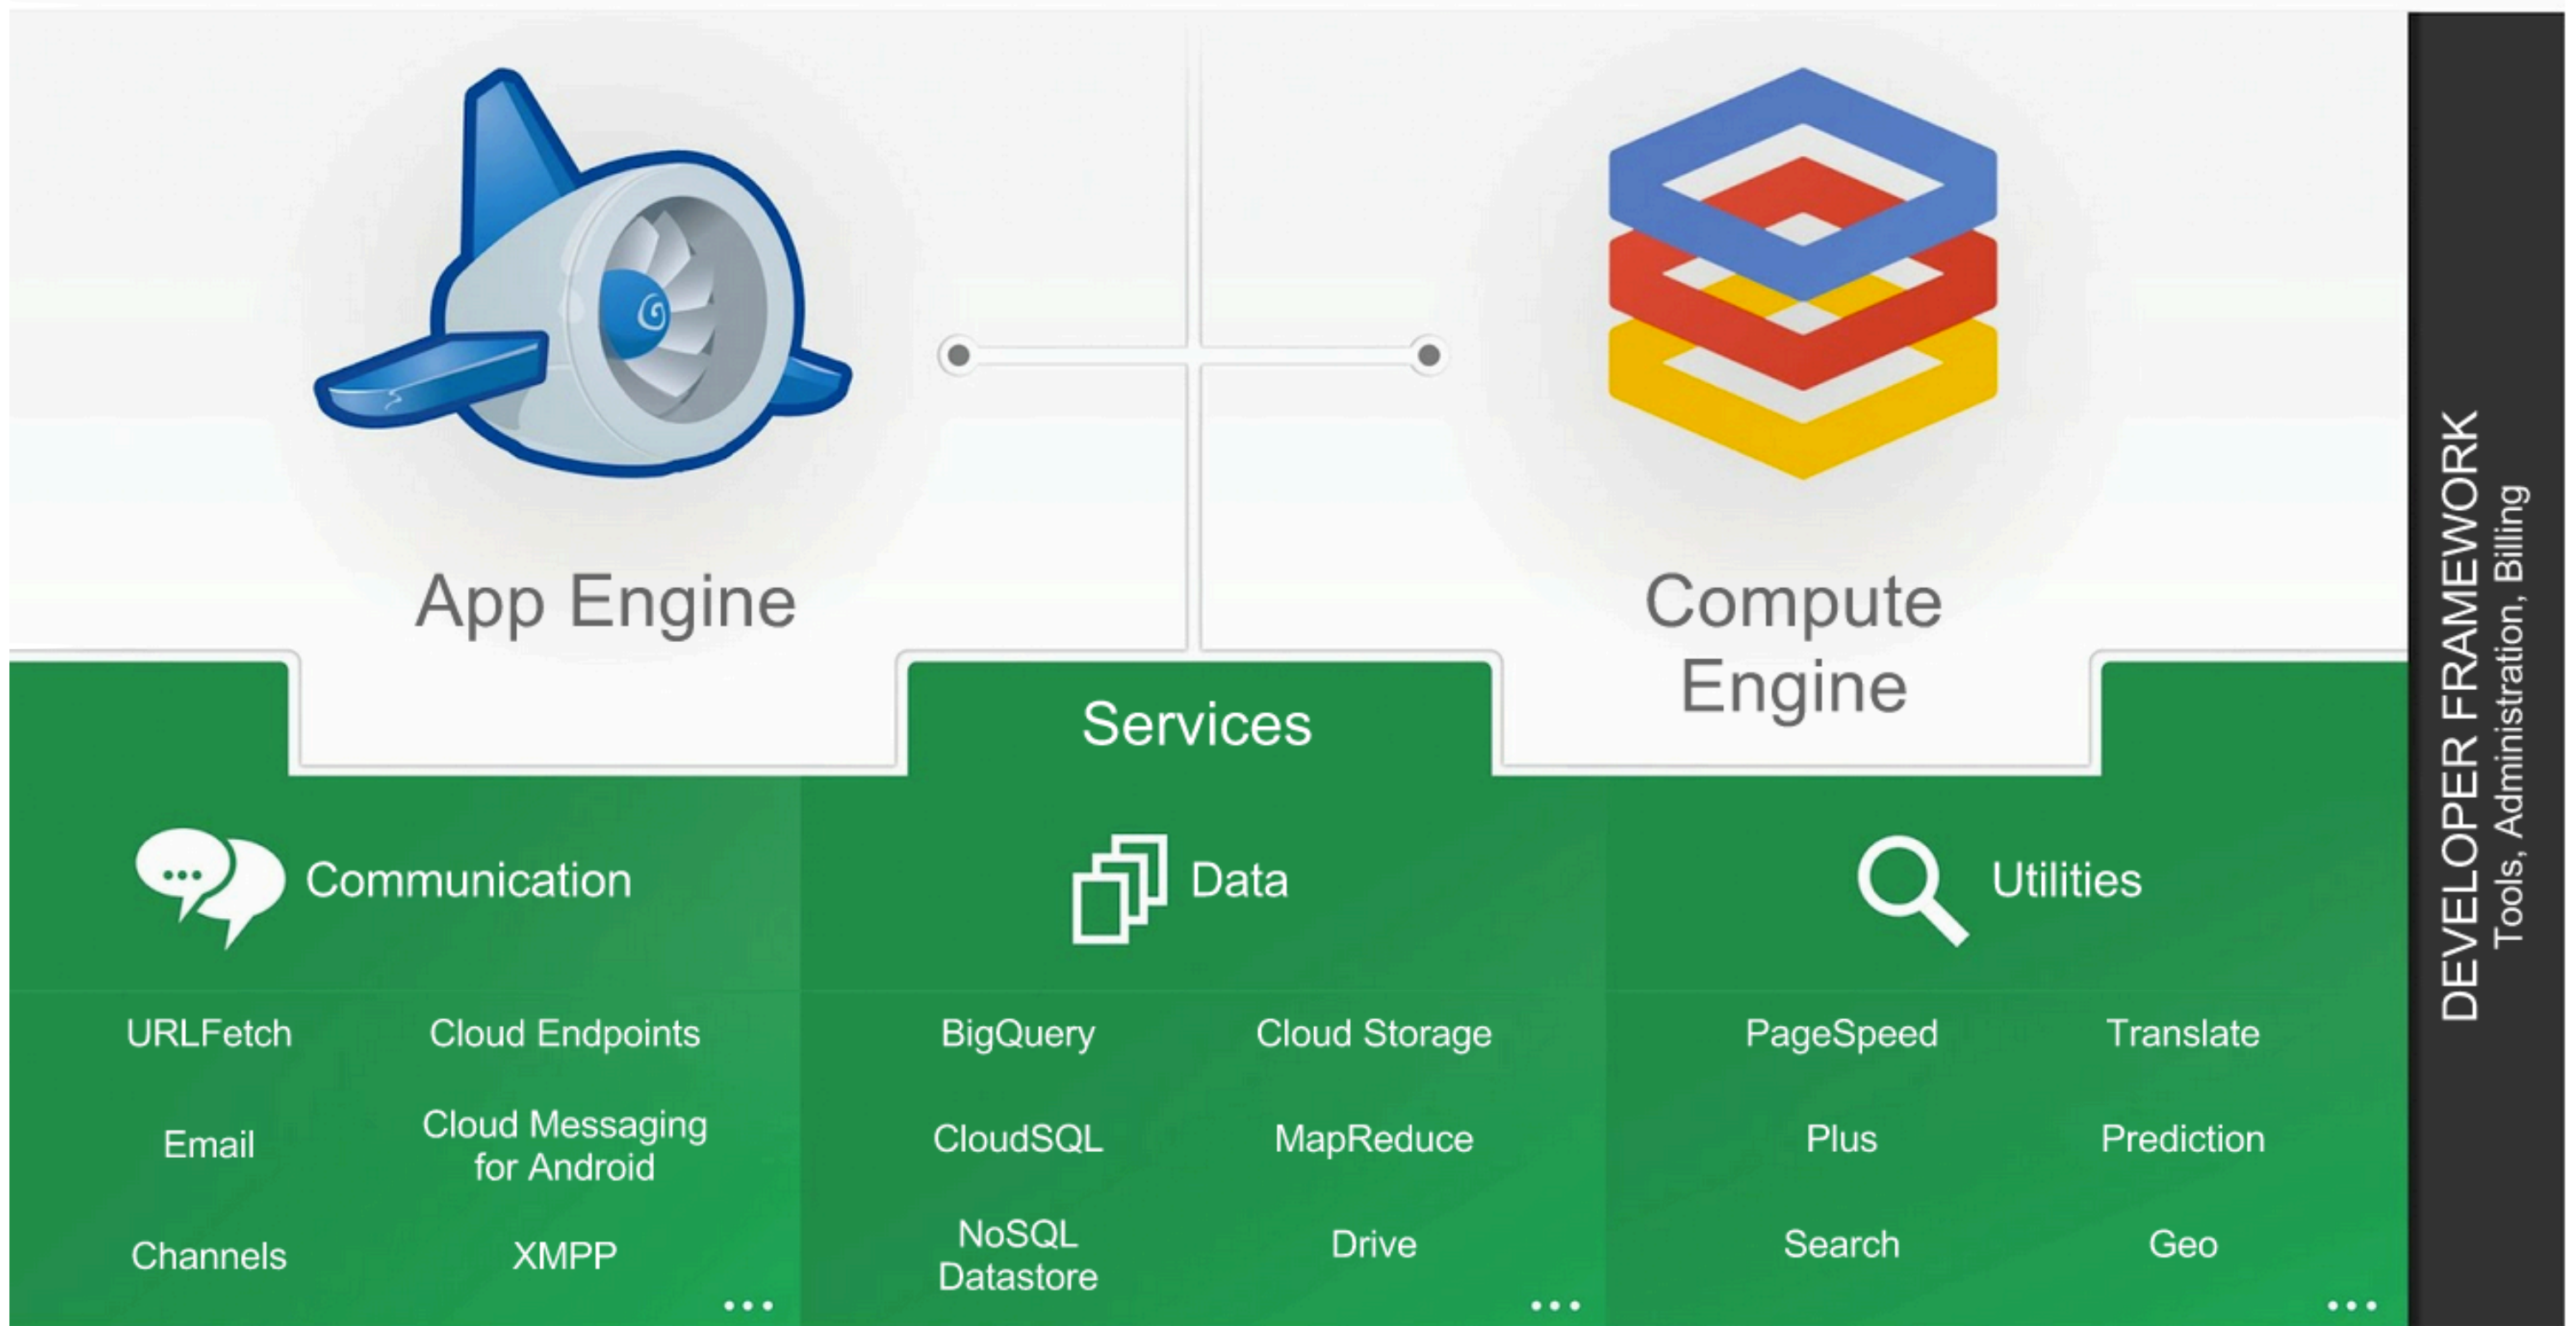 App Engine
Compute
Engine
Services
Communication
URLFetch
Cloud Endpoints
Email
Cloud Messaging
for Android
Channels
XMPP
...
Data
BigQuery
Cloud Storage
CloudSQL
MapReduce
NoSQL
Datastore
Drive
...
Utilities
PageSpeed
Translate
Plus
Prediction
Search
Geo
...
DEVELOPER FRAMEWORK
Tools, Administration, Billing